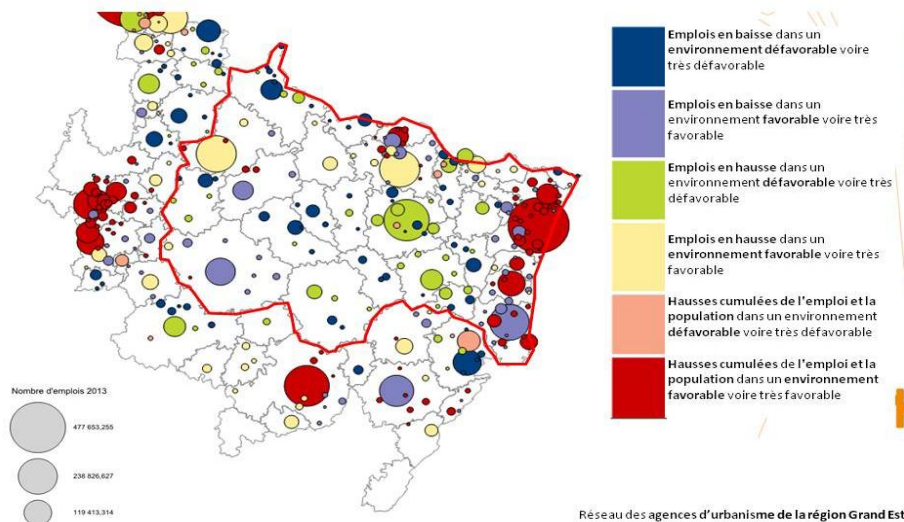 Emplois en baisse dans un
environnement défavorable voire
très défavorable
Emplois en baisse dans un
environnement favorable voire
très favorable
Emplois en hausse dans un
environnement défavorable voire très
défavorable
Emplois en hausse dans un
environnement favorable voire très
favorable
Hausses cumulées de l'emploi et la
population dans un environnement
défavorable voire très défavorable
Hausses cumulées de l'emploi et la
population dans un environnement
favorable voire très favorable
Nombre d'emplois 2013
477 653,255
238 826,627
119 413,314
Réseau des agences d'urbanisme de la région Grand Est